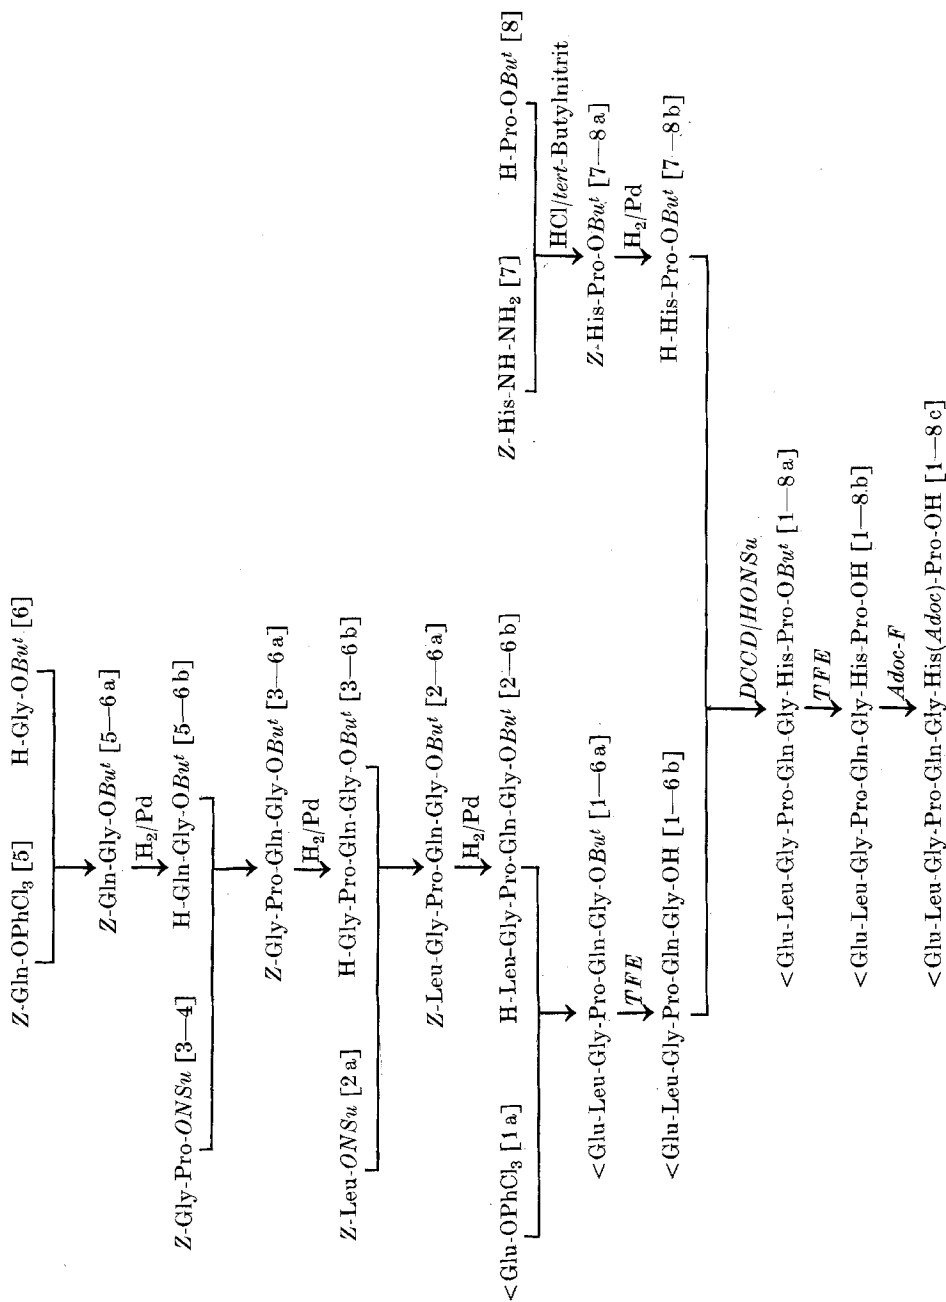 Z-Gln-OPhCl₃ [5] H-Gly-OBuᵗ [6]
Z-Gln-Gly-OBuᵗ [5—6a]
H₂/Pd
Z-Gly-Pro-ONSu [3—4] H-Gln-Gly-OBuᵗ [5—6b]
Z-Gly-Pro-Gln-Gly-OBuᵗ [3—6a]
H₂/Pd
Z-Leu-ONSu [2a] H-Gly-Pro-Gln-Gly-OBuᵗ [3—6b]
Z-Leu-Gly-Pro-Gln-Gly-OBuᵗ [2—6a]
H₂/Pd
<Glu-OPhCl₃ [1a] H-Leu-Gly-Pro-Gln-Gly-OBuᵗ [2—6b] Z-His-NH-NH₂ [7] H-Pro-OBuᵗ [8]
HCl/tert-Butylnitrit
<Glu-Leu-Gly-Pro-Gln-Gly-OBuᵗ [1—6a] Z-His-Pro-OBuᵗ [7—8a]
TFE H₂/Pd
<Glu-Leu-Gly-Pro-Gln-Gly-OH [1—6b] H-His-Pro-OBuᵗ [7—8b]
DCCD/HONSu
<Glu-Leu-Gly-Pro-Gln-Gly-His-Pro-OBuᵗ [1—8a]
TFE
<Glu-Leu-Gly-Pro-Gln-Gly-His-Pro-OH [1—8b]
Adoc-F
<Glu-Leu-Gly-Pro-Gln-Gly-His(Adoc)-Pro-OH [1—8c]